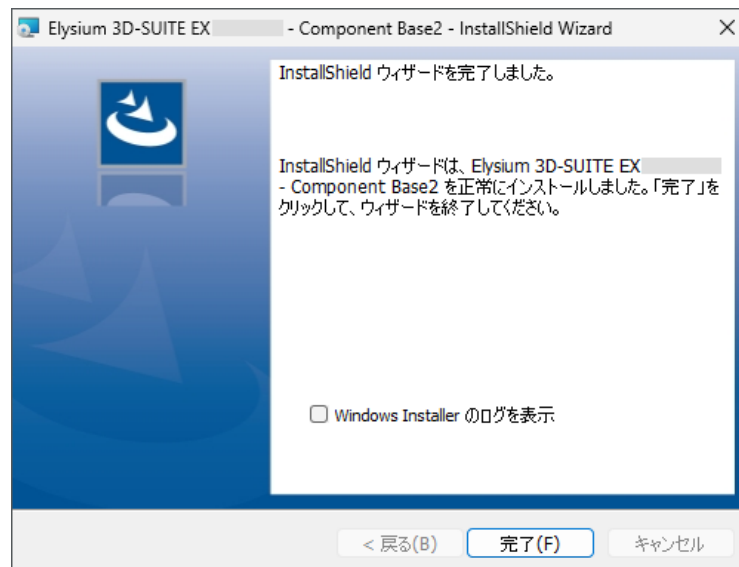 Elysium 3D-SUITE EX - Component Base2 - InstallShield Wizard
InstallShield ウィザードを完了しました。
InstallShield ウィザードは、Elysium 3D-SUITE EX
- Component Base2 を正常にインストールしました。「完了」を
クリックして、ウィザードを終了してください。
Windows Installer のログを表示
< 戻る(B) 完了(F) キャンセル